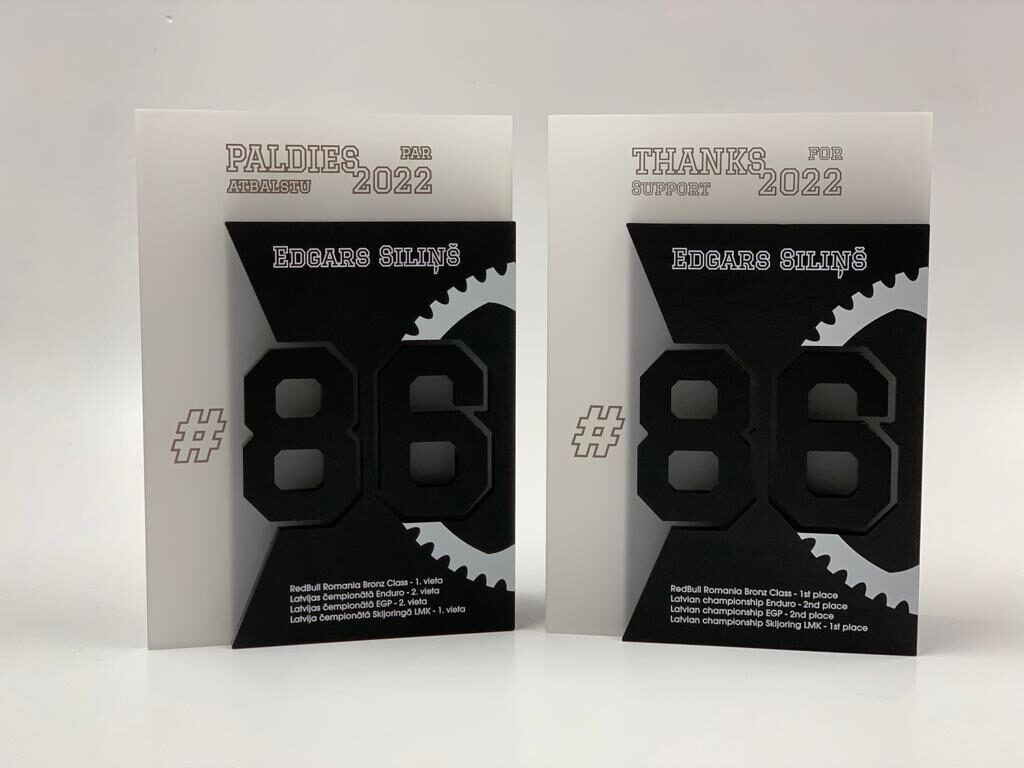 PALDIES PAR
ATBALSTU 2022
EDGARS SILIŅŠ
#86
RedBull Romania Bronz Class - 1. vieta
Latvijas čempionātā Enduro - 2. vieta
Latvijas čempionātā EGP - 2. vieta
Latvija čempionātā Skijoringā LMK - 1. vieta
THANKS FOR
SUPPORT 2022
EDGARS SILIŅŠ
#86
RedBull Romania Bronz Class - 1st place
Latvian championship Enduro - 2nd place
Latvian championship EGP - 2nd place
Latvian championship Skijoring LMK - 1st place